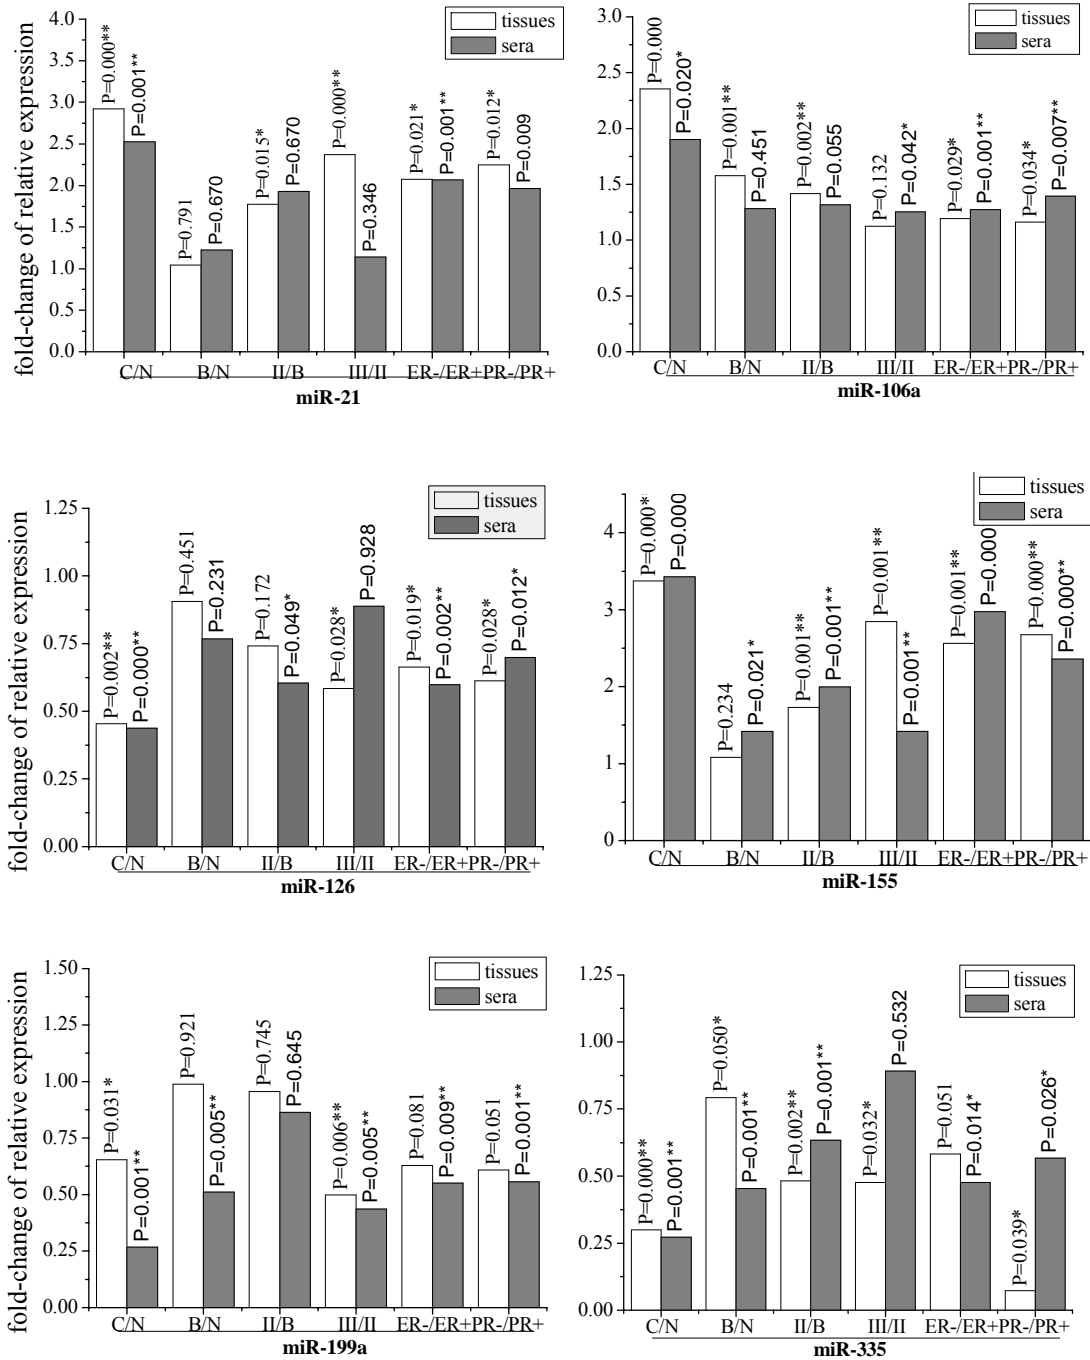 fold-change of relative expression
4.0
3.5
3.0
2.5
2.0
1.5
1.0
0.5
0.0
tissues
sera
P=0.000**
P=0.001**
P=0.791
P=0.670
P=0.015*
P=0.670
P=0.000**
P=0.346
P=0.021*
P=0.001**
P=0.012*
P=0.009
C/N B/N II/B III/II ER-/ER+PR-/PR+
miR-21
3.0
2.5
2.0
1.5
1.0
0.5
0.0
tissues
sera
P=0.000
P=0.020*
P=0.001**
P=0.451
P=0.002**
P=0.055
P=0.132
P=0.042*
P=0.029*
P=0.001**
P=0.034*
P=0.007**
C/N B/N II/B III/II ER-/ER+PR-/PR+
miR-106a
fold-change of relative expression
1.25
1.00
0.75
0.50
0.25
0.00
tissues
sera
P=0.002**
P=0.000**
P=0.451
P=0.231
P=0.172
P=0.049*
P=0.028*
P=0.928
P=0.019*
P=0.002**
P=0.028*
P=0.012*
C/N B/N II/B III/II ER-/ER+PR-/PR+
miR-126
4
3
2
1
0
tissues
sera
P=0.000*
P=0.000
P=0.234
P=0.021*
P=0.001**
P=0.001**
P=0.001**
P=0.001**
P=0.001**
P=0.000
P=0.000**
P=0.000**
C/N B/N II/B III/II ER-/ER+PR-/PR+
miR-155
fold-change of relative expression
1.50
1.25
1.00
0.75
0.50
0.25
0.00
tissues
sera
P=0.031*
P=0.001**
P=0.921
P=0.005**
P=0.745
P=0.645
P=0.006**
P=0.005**
P=0.081
P=0.009**
P=0.051
P=0.001**
C/N B/N II/B III/II ER-/ER+PR-/PR+
miR-199a
1.25
1.00
0.75
0.50
0.25
0.00
tissues
sera
P=0.000**
P=0.001**
P=0.050*
P=0.001**
P=0.002**
P=0.001**
P=0.032*
P=0.532
P=0.051
P=0.014*
P=0.039*
P=0.026*
C/N B/N II/B III/II ER-/ER+PR-/PR+
miR-335